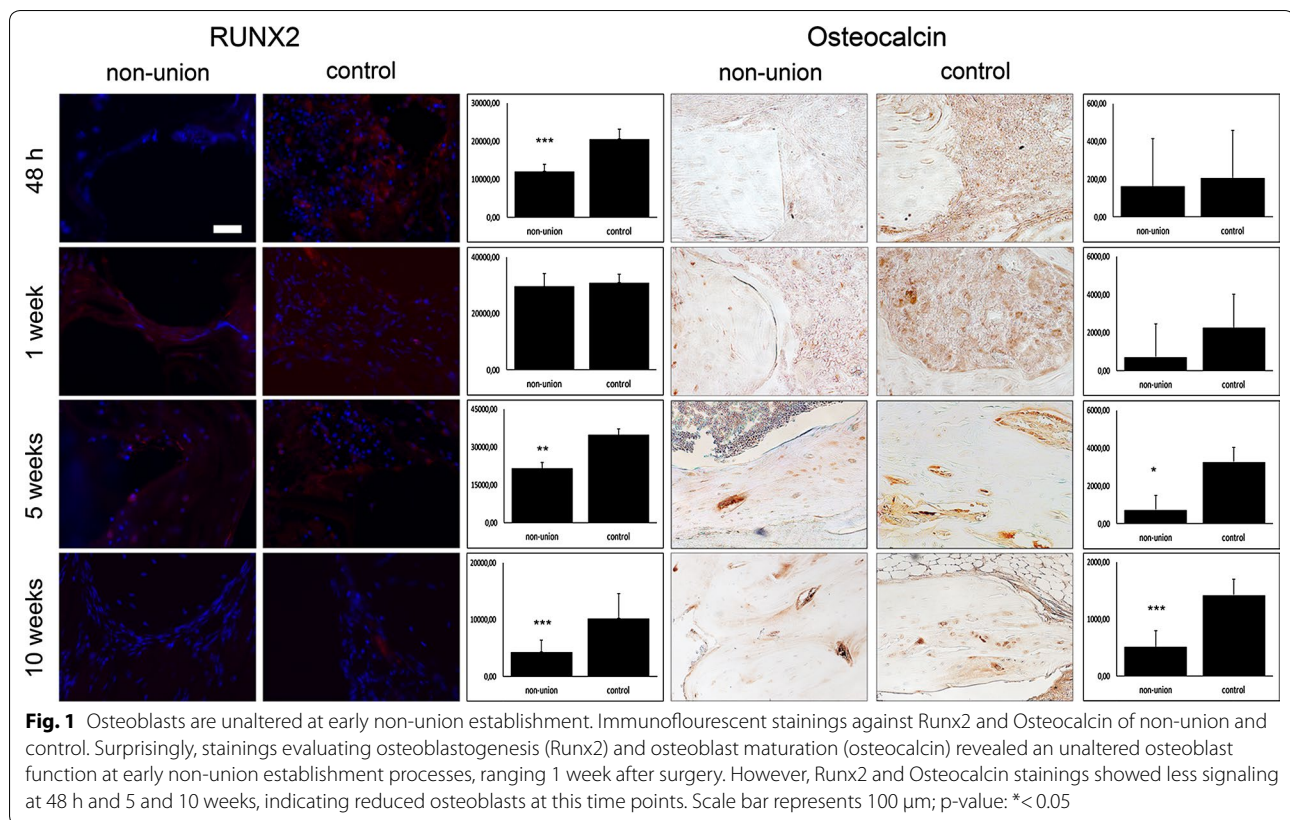 RUNX2
Osteocalcin
non-union
control
non-union
control
48 h
30000,00
20000,00
10000,00
0,00
***
non-union
control
600,00
400,00
200,00
0,00
non-union
control
1 week
40000,00
20000,00
0,00
non-union
control
6000,00
4000,00
2000,00
0,00
non-union
control
5 weeks
45000,00
30000,00
15000,00
0,00
**
non-union
control
6000,00
4000,00
2000,00
0,00
*
non-union
control
10 weeks
20000,00
10000,00
0,00
***
non-union
control
2000,00
1000,00
0,00
***
non-union
control
Fig. 1 Osteoblasts are unaltered at early non-union establishment. Immunoflourescent stainings against Runx2 and Osteocalcin of non-union and
control. Surprisingly, stainings evaluating osteoblastogenesis (Runx2) and osteoblast maturation (osteocalcin) revealed an unaltered osteoblast
function at early non-union establishment processes, ranging 1 week after surgery. However, Runx2 and Osteocalcin stainings showed less signaling
at 48 h and 5 and 10 weeks, indicating reduced osteoblasts at this time points. Scale bar represents 100 μm; p-value: *< 0.05